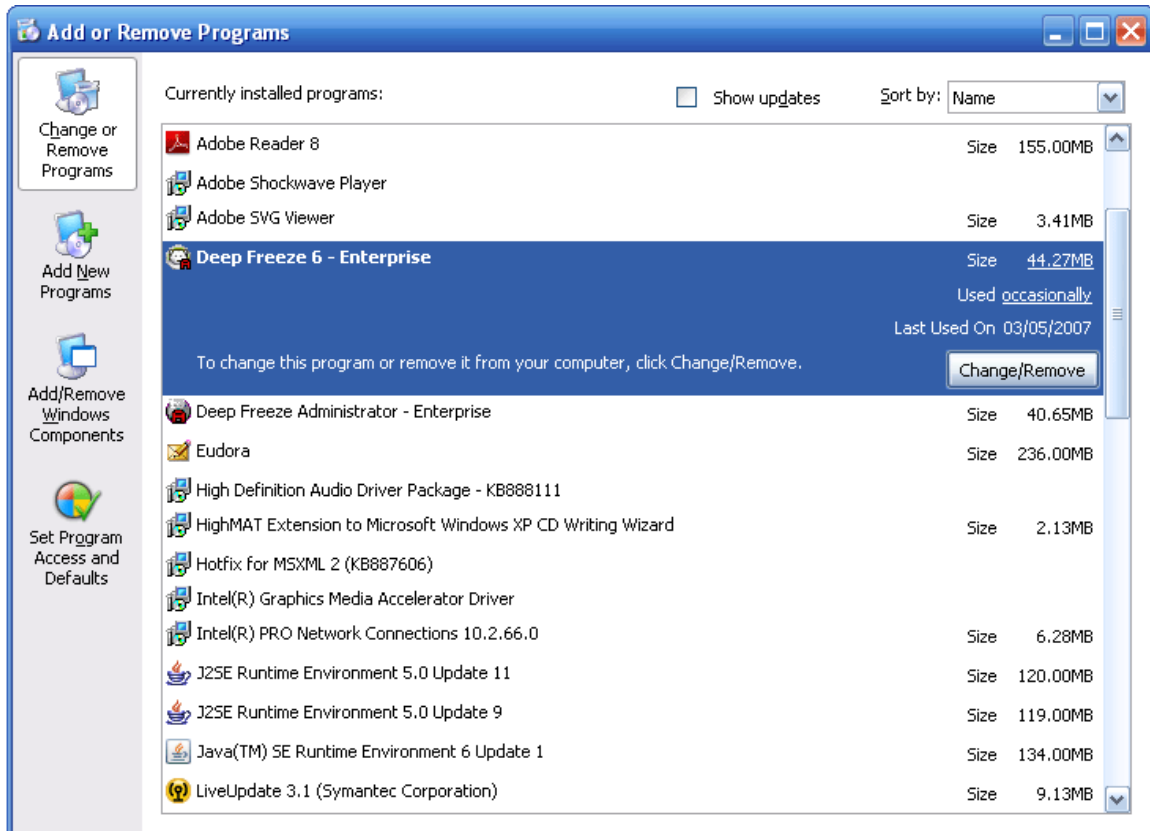 Add or Remove Programs
Change or
Remove
Programs
Add New
Programs
Add/Remove
Windows
Components
Set Program
Access and
Defaults
Currently installed programs:
Show updates
Sort by: Name
Adobe Reader 8 Size 155.00MB
Adobe Shockwave Player
Adobe SVG Viewer Size 3.41MB
Deep Freeze 6 - Enterprise Size 44.27MB
Used occasionally
Last Used On 03/05/2007
To change this program or remove it from your computer, click Change/Remove.
Change/Remove
Deep Freeze Administrator - Enterprise Size 40.65MB
Eudora Size 236.00MB
High Definition Audio Driver Package - KB888111
HighMAT Extension to Microsoft Windows XP CD Writing Wizard Size 2.13MB
Hotfix for MSXML 2 (KB887606)
Intel(R) Graphics Media Accelerator Driver
Intel(R) PRO Network Connections 10.2.66.0 Size 6.28MB
J2SE Runtime Environment 5.0 Update 11 Size 120.00MB
J2SE Runtime Environment 5.0 Update 9 Size 119.00MB
Java(TM) SE Runtime Environment 6 Update 1 Size 134.00MB
LiveUpdate 3.1 (Symantec Corporation) Size 9.13MB